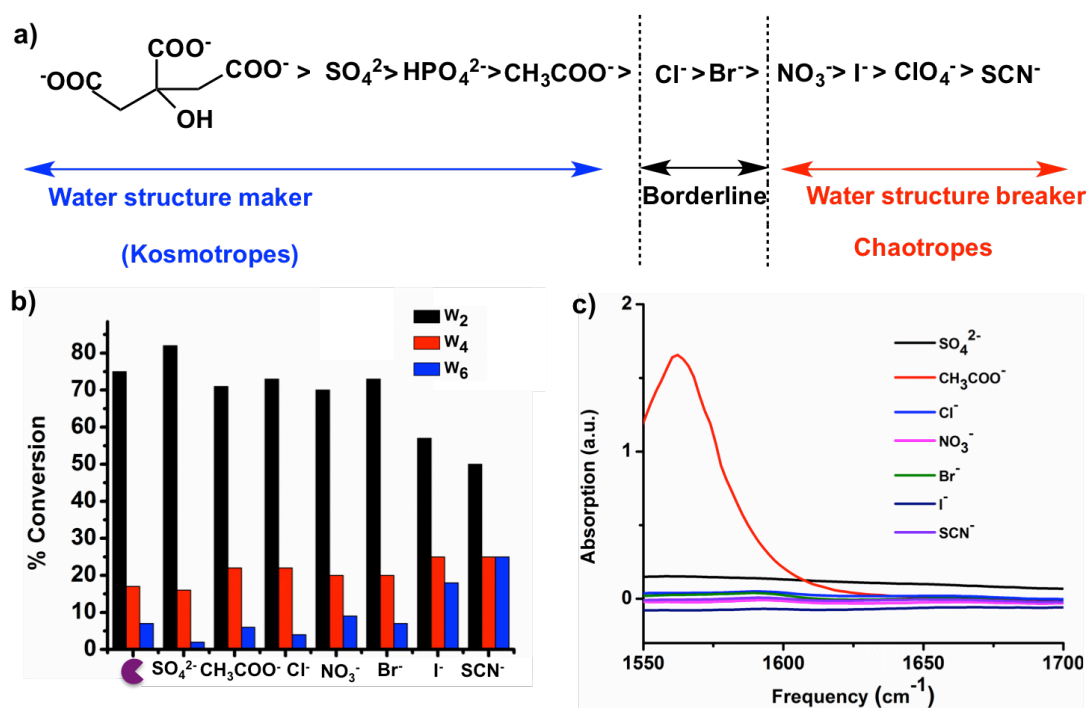 a)
COO⁻
⁻OOC COO⁻ > SO₄²⁻> HPO₄²⁻> CH₃COO⁻ > Cl⁻ > Br⁻ > NO₃⁻> I⁻> ClO₄⁻> SCN⁻
OH
Water structure maker
Borderline
Water structure breaker
(Kosmotropes)
Chaotropes
b)
W₂
W₄
W₆
% Conversion
80
70
60
50
40
30
20
10
0
SO₄²⁻ CH₃COO⁻ Cl⁻ NO₃⁻ Br⁻ I⁻ SCN⁻
c)
Absorption (a.u.)
2
1
0
SO₄²⁻
CH₃COO⁻
Cl⁻
NO₃⁻
Br⁻
I⁻
SCN⁻
1550 1600 1650 1700
Frequency (cm⁻¹)